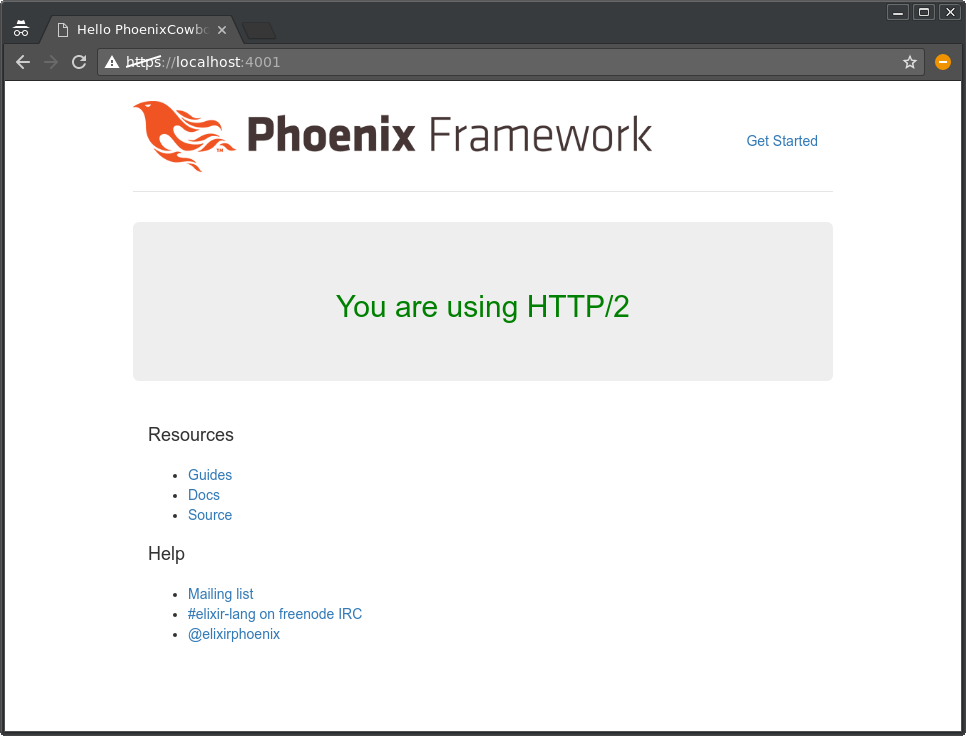 Hello PhoenixCowbo
https://localhost:4001
Phoenix Framework
™
Get Started
You are using HTTP/2
Resources
Guides
Docs
Source
Help
Mailing list
#elixir-lang on freenode IRC
@elixirphoenix